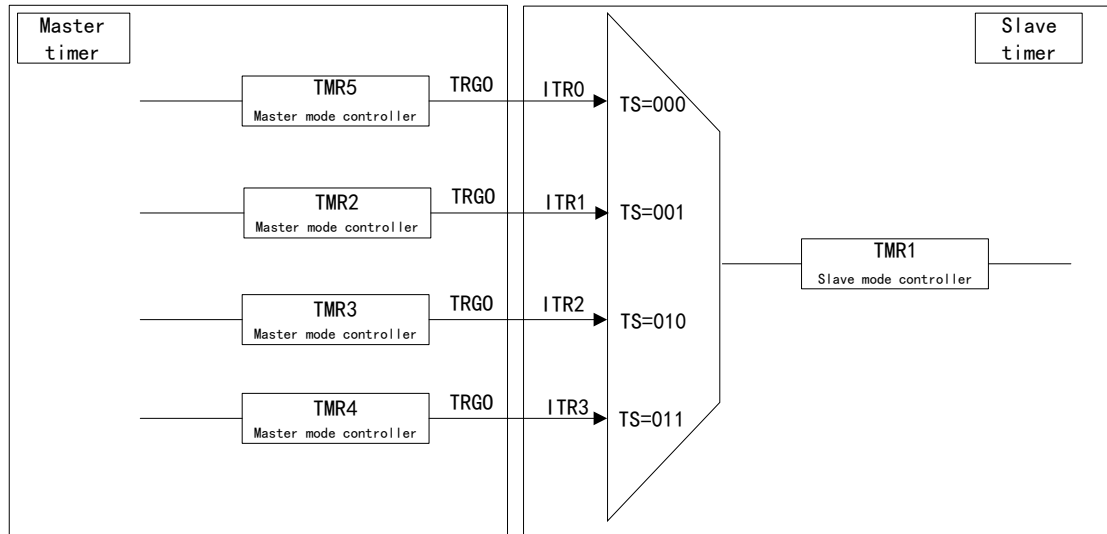 Master
timer
Slave
timer
TMR5
Master mode controller
TRGO
ITR0
TS=000
TMR2
Master mode controller
TRGO
ITR1
TS=001
TMR1
Slave mode controller
TMR3
Master mode controller
TRGO
ITR2
TS=010
TMR4
Master mode controller
TRGO
ITR3
TS=011